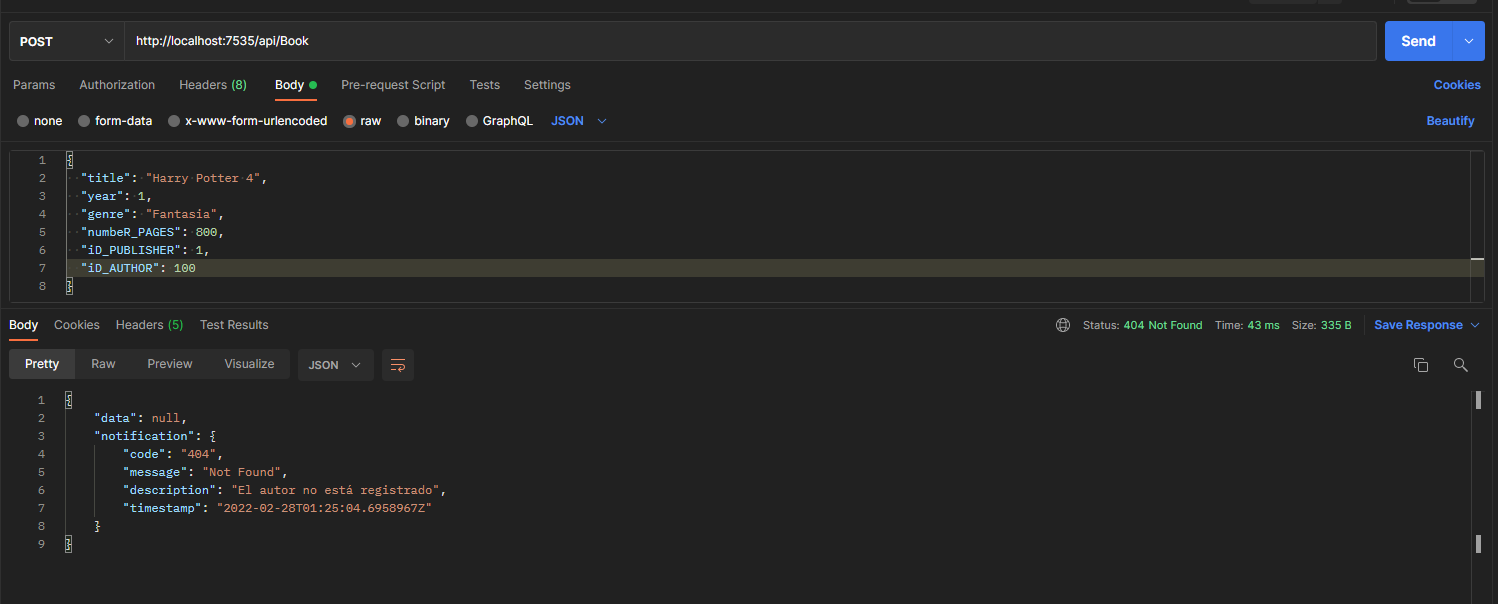 POST http://localhost:7535/api/Book Send
Params Authorization Headers (8) Body Pre-request Script Tests Settings Cookies
none form-data x-www-form-urlencoded raw binary GraphQL JSON Beautify
1 {
2 "title": "Harry Potter 4",
3 "year": 1,
4 "genre": "Fantasia",
5 "numbeR_PAGES": 800,
6 "iD_PUBLISHER": 1,
7 "iD_AUTHOR": 100
8 }
Body Cookies Headers (5) Test Results Status: 404 Not Found Time: 43 ms Size: 335 B Save Response
Pretty Raw Preview Visualize JSON
1 {
2 "data": null,
3 "notification": {
4 "code": "404",
5 "message": "Not Found",
6 "description": "El autor no está registrado",
7 "timestamp": "2022-02-28T01:25:04.6958967Z"
8 }
9 }